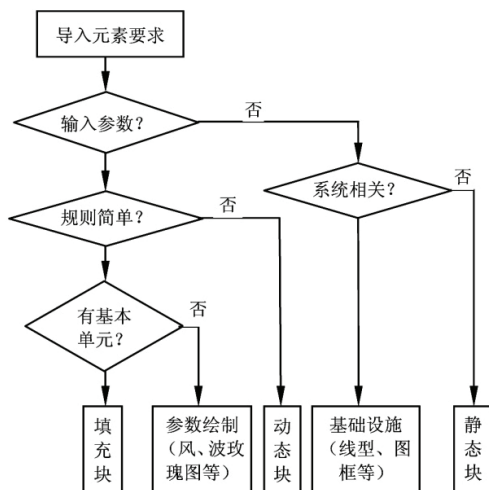 导入元素要求
输入参数?
否
系统相关?
否
规则简单?
否
有基本
单元?
否
填
充
块
参数绘制
(风、波玫
瑰图等)
动
态
块
基础设施
(线型、图
框等)
静
态
块